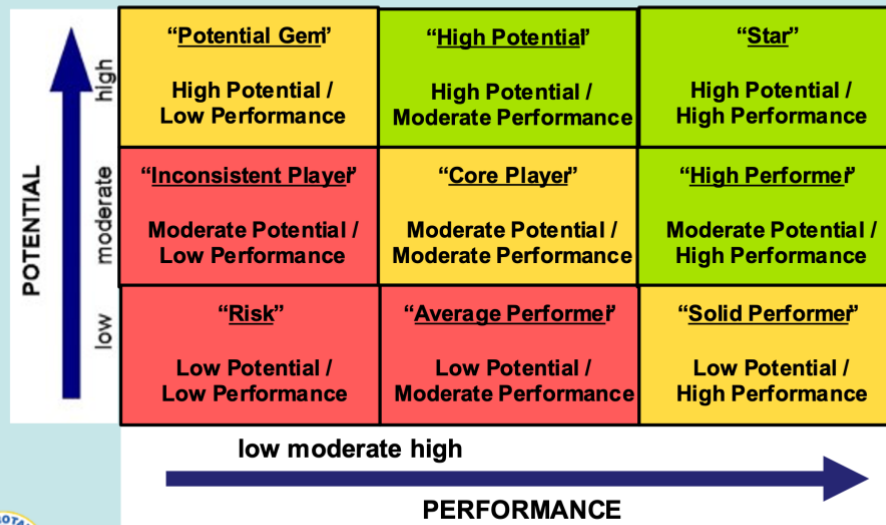 POTENTIAL
high
moderate
low
“Potential Gem”
High Potential /
Low Performance
“High Potential”
High Potential /
Moderate Performance
“Star”
High Potential /
High Performance
“Inconsistent Player”
Moderate Potential /
Low Performance
“Core Player”
Moderate Potential /
Moderate Performance
“High Performer”
Moderate Potential /
High Performance
“Risk”
Low Potential /
Low Performance
“Average Performer”
Low Potential /
Moderate Performance
“Solid Performer”
Low Potential /
High Performance
low moderate high
PERFORMANCE